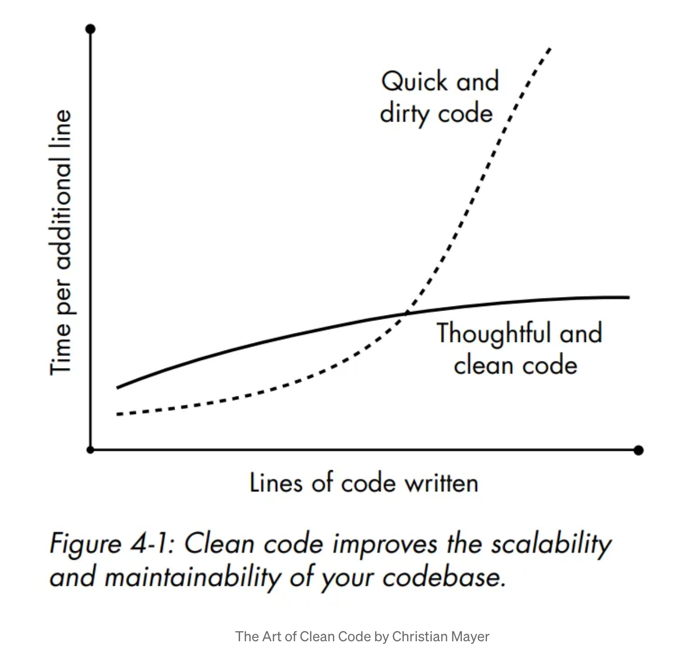 Quick and
dirty code
Time per additional line
Thoughtful and
clean code
Lines of code written
Figure 4-1: Clean code improves the scalability
and maintainability of your codebase.
The Art of Clean Code by Christian Mayer